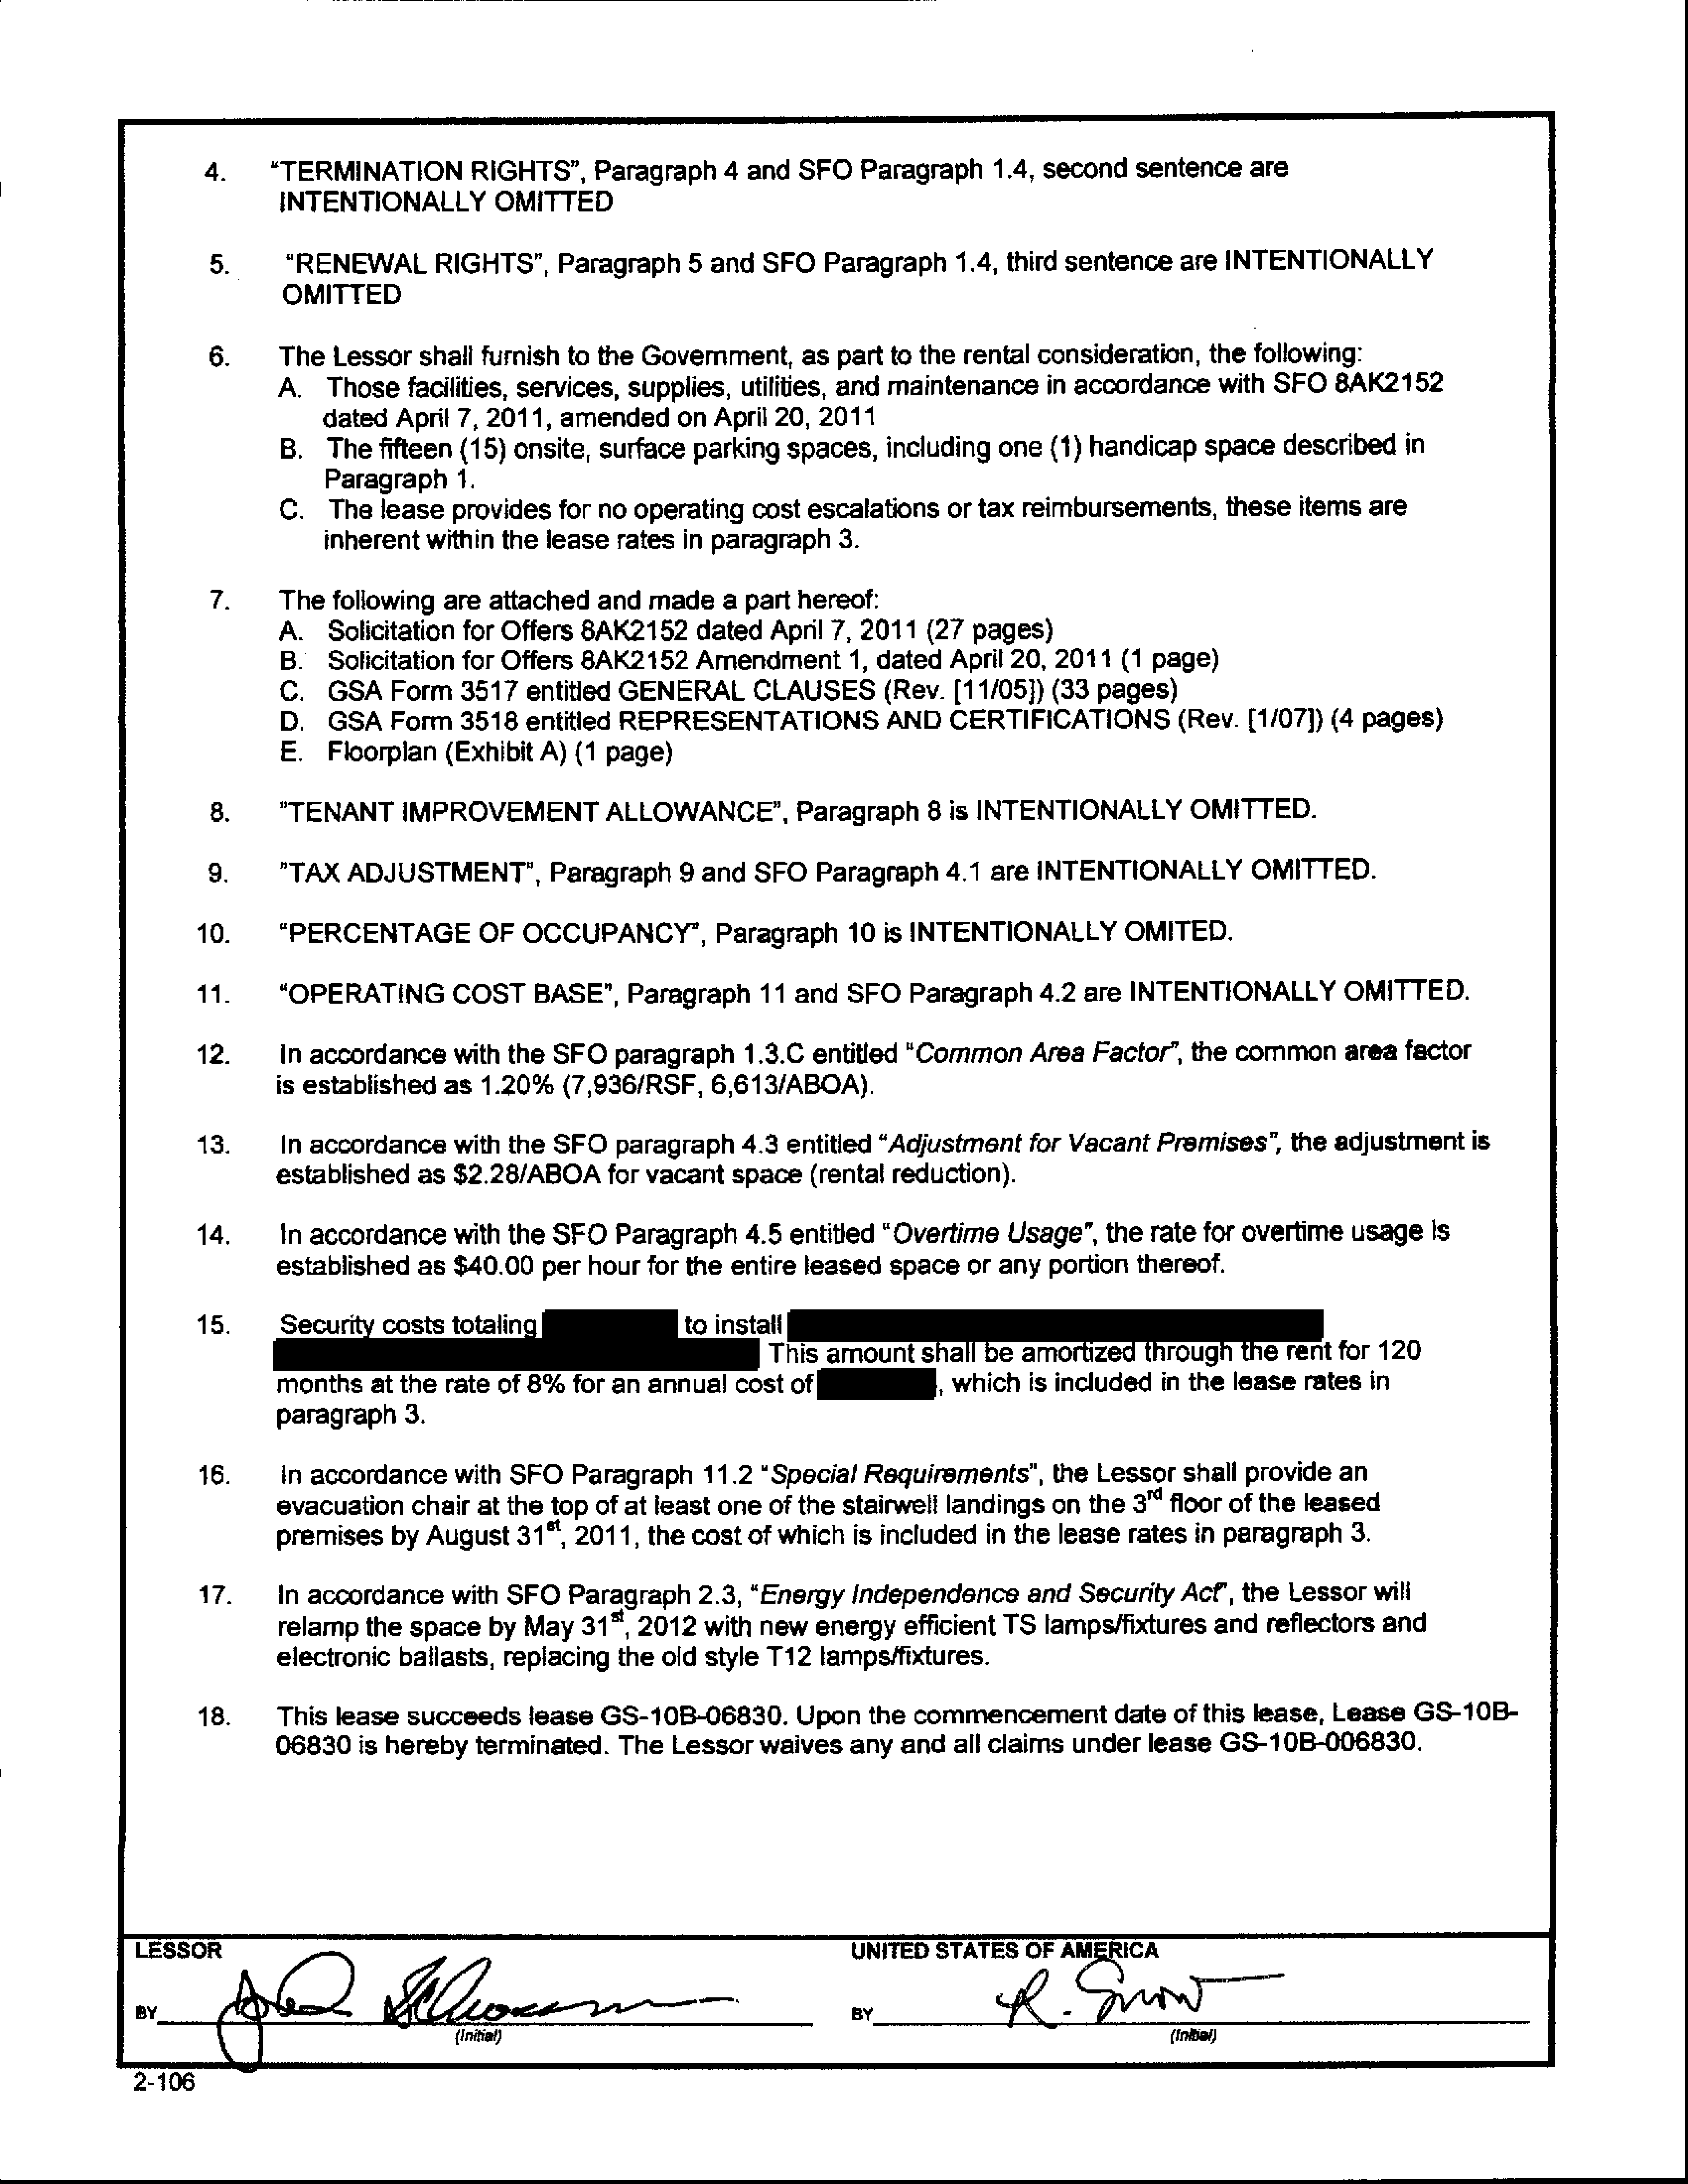 4. "TERMINATION RIGHTS", Paragraph 4 and SFO Paragraph 1.4, second sentence are
INTENTIONALLY OMITTED
5. "RENEWAL RIGHTS", Paragraph 5 and SFO Paragraph 1.4, third sentence are INTENTIONALLY
OMITTED
6. The Lessor shall furnish to the Government, as part to the rental consideration, the following:
A. Those facilities, services, supplies, utilities, and maintenance in accordance with SFO 8AK2152
dated April 7, 2011, amended on April 20, 2011
B. The fifteen (15) onsite, surface parking spaces, including one (1) handicap space described in
Paragraph 1.
C. The lease provides for no operating cost escalations or tax reimbursements, these items are
inherent within the lease rates in paragraph 3.
7. The following are attached and made a part hereof:
A. Solicitation for Offers 8AK2152 dated April 7, 2011 (27 pages)
B. Solicitation for Offers 8AK2152 Amendment 1, dated April 20, 2011 (1 page)
C. GSA Form 3517 entitled GENERAL CLAUSES (Rev. [11/05]) (33 pages)
D. GSA Form 3518 entitled REPRESENTATIONS AND CERTIFICATIONS (Rev. [1/07]) (4 pages)
E. Floorplan (Exhibit A) (1 page)
8. "TENANT IMPROVEMENT ALLOWANCE", Paragraph 8 is INTENTIONALLY OMITTED.
9. "TAX ADJUSTMENT", Paragraph 9 and SFO Paragraph 4.1 are INTENTIONALLY OMITTED.
10. "PERCENTAGE OF OCCUPANCY", Paragraph 10 is INTENTIONALLY OMITED.
11. "OPERATING COST BASE", Paragraph 11 and SFO Paragraph 4.2 are INTENTIONALLY OMITTED.
12. In accordance with the SFO paragraph 1.3.C entitled "Common Area Factor", the common area factor
is established as 1.20% (7,936/RSF, 6,613/ABOA).
13. In accordance with the SFO paragraph 4.3 entitled "Adjustment for Vacant Premises", the adjustment is
established as $2.28/ABOA for vacant space (rental reduction).
14. In accordance with the SFO Paragraph 4.5 entitled "Overtime Usage", the rate for overtime usage is
established as $40.00 per hour for the entire leased space or any portion thereof.
15. Security costs totaling to install
This amount shall be amortized through the rent for 120
months at the rate of 8% for an annual cost of , which is included in the lease rates in
paragraph 3.
16. In accordance with SFO Paragraph 11.2 "Special Requirements", the Lessor shall provide an
evacuation chair at the top of at least one of the stairwell landings on the 3rd floor of the leased
premises by August 31st, 2011, the cost of which is included in the lease rates in paragraph 3.
17. In accordance with SFO Paragraph 2.3, "Energy Independence and Security Act", the Lessor will
relamp the space by May 31st, 2012 with new energy efficient TS lamps/fixtures and reflectors and
electronic ballasts, replacing the old style T12 lamps/fixtures.
18. This lease succeeds lease GS-10B-06830. Upon the commencement date of this lease, Lease GS-10B-
06830 is hereby terminated. The Lessor waives any and all claims under lease GS-10B-006830.
LESSOR UNITED STATES OF AMERICA
BY BY R. Snow
(Initial) (Initial)
2-106